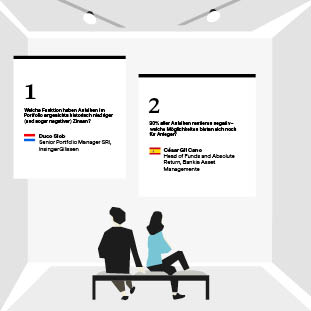 1
Welche Funktion haben Anleihen im
Portfolio angesichts historisch niedriger
(und sogar negativer) Zinsen?
Duco Slob
Senior Portfolio Manager SRI,
InsingerGilissen
2
90% aller Anleihen rentieren negativ –
welche Möglichkeiten bieten sich noch
für Anleger?
César Gil Cano
Head of Funds and Absolute
Return, Bankia Asset
Managemente